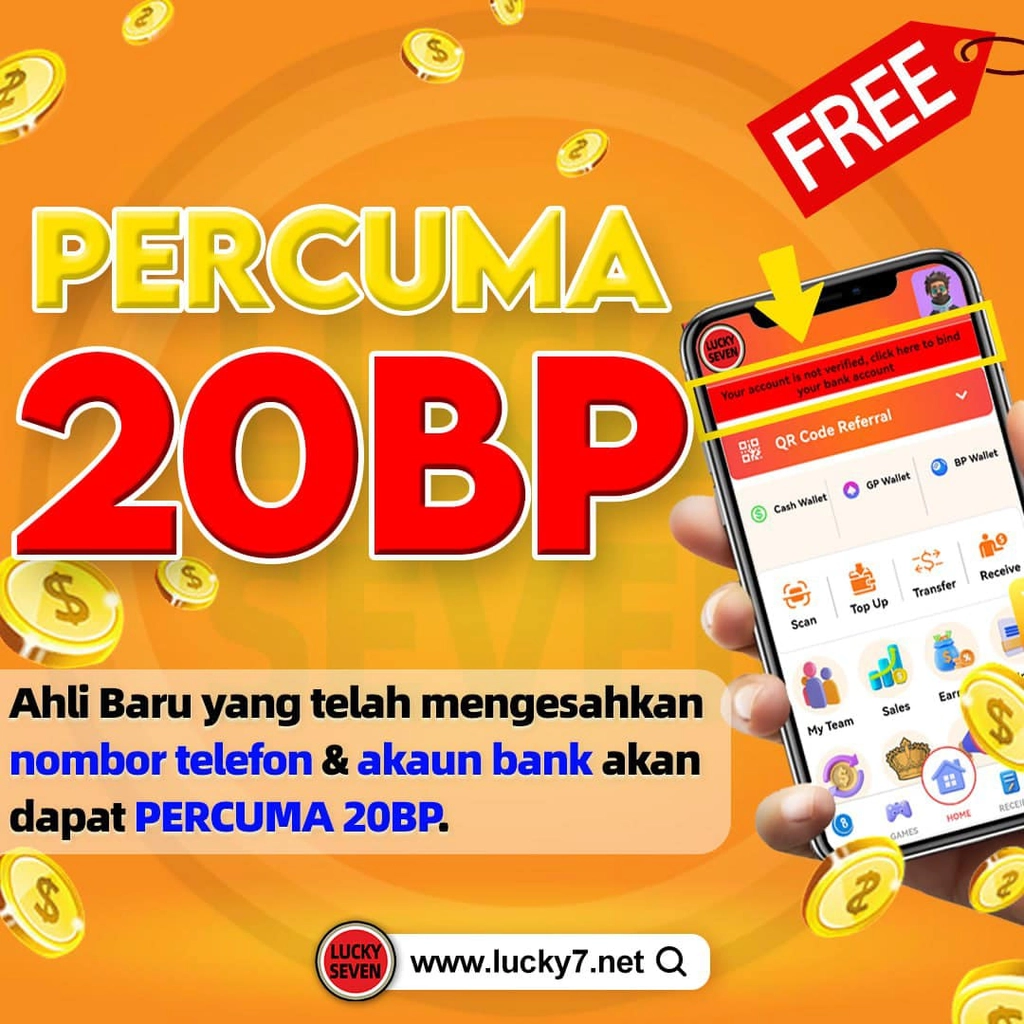 FREE
PERCUMA
20BP
LUCKY
SEVEN
Your account is not verified, click here to bind
your bank account
QR Code Referral
Cash Wallet
GP Wallet
BP Wallet
Scan
Top Up
Transfer
Receive
My Team
Sales
Earn
8
GAMES
HOME
Ahli Baru yang telah mengesahkan
nombor telefon & akaun bank akan
dapat PERCUMA 20BP.
LUCKY
SEVEN
www.lucky7.net